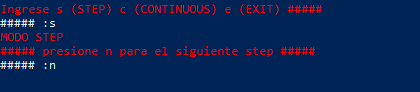 Ingrese s (STEP) c (CONTINUOUS) e (EXIT) #####
##### :s
MODO STEP
##### presione n para el siguiente step #####
##### :n